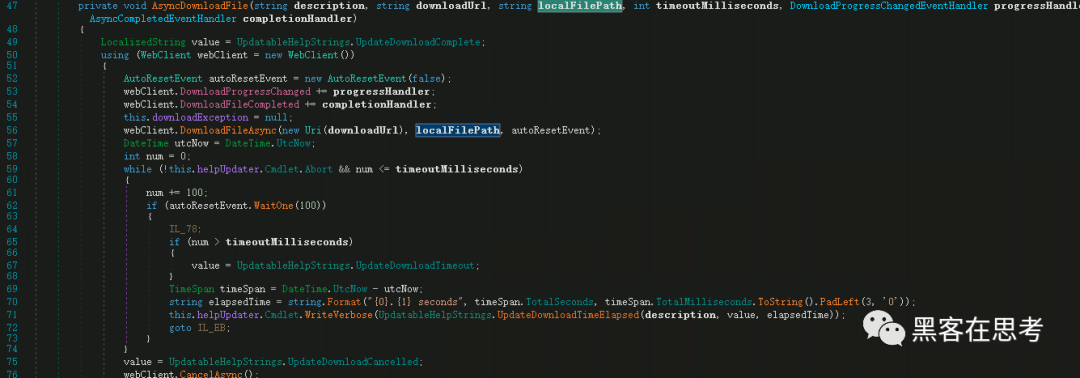 47 private void AsyncDownloadFile(string description, string downloadUrl, string localFilePath, int timeoutMilliseconds, DownloadProgressChangedEventHandler progressHandle
AsyncCompletedEventHandler completionHandler)
48 {
49 LocalizedString value = UpdatableHelpStrings.UpdateDownloadComplete;
50 using (WebClient webClient = new WebClient())
51 {
52 AutoResetEvent autoResetEvent = new AutoResetEvent(false);
53 webClient.DownloadProgressChanged += progressHandler;
54 webClient.DownloadFileCompleted += completionHandler;
55 this.downloadException = null;
56 webClient.DownloadFileAsync(new Uri(downloadUrl), localFilePath, autoResetEvent);
57 DateTime utcNow = DateTime.UtcNow;
58 int num = 0;
59 while (!this.helpUpdater.Cmdlet.Abort && num <= timeoutMilliseconds)
60 {
61 num += 100;
62 if (autoResetEvent.WaitOne(100))
63 {
64 IL_78:
65 if (num > timeoutMilliseconds)
66 {
67 value = UpdatableHelpStrings.UpdateDownloadTimeout;
68 }
69 TimeSpan timeSpan = DateTime.UtcNow - utcNow;
70 string elapsedTime = string.Format("{0}.{1} seconds", timeSpan.TotalSeconds, timeSpan.TotalMilliseconds.ToString().PadLeft(3, '0'));
71 this.helpUpdater.Cmdlet.WriteVerbose(UpdatableHelpStrings.UpdateDownloadTimeElapsed(description, value, elapsedTime));
72 goto IL_EB;
73 }
74 }
75 value = UpdatableHelpStrings.UpdateDownloadCancelled;
76 webClient.CancelAsync();
黑客在思考